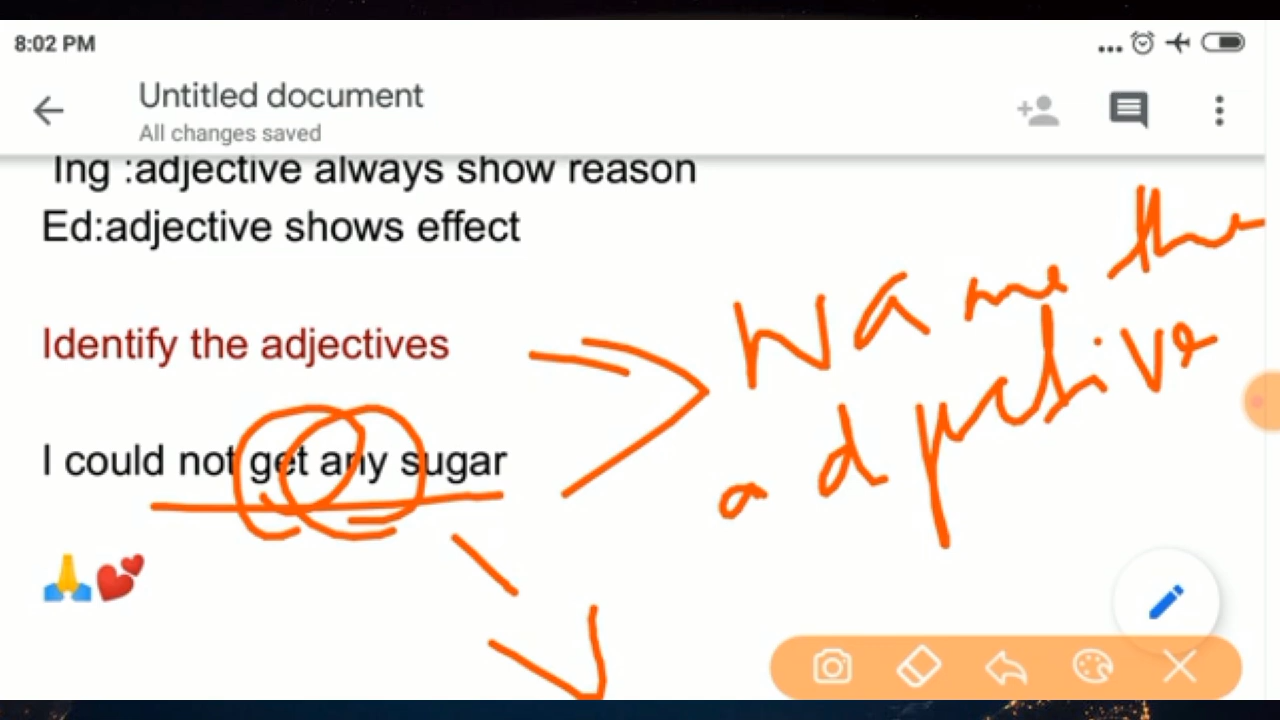 8:02 PM
Untitled document
All changes saved
Ing :adjective always show reason
Ed:adjective shows effect
Identify the adjectives
I could not get any sugar
Name the
adjective